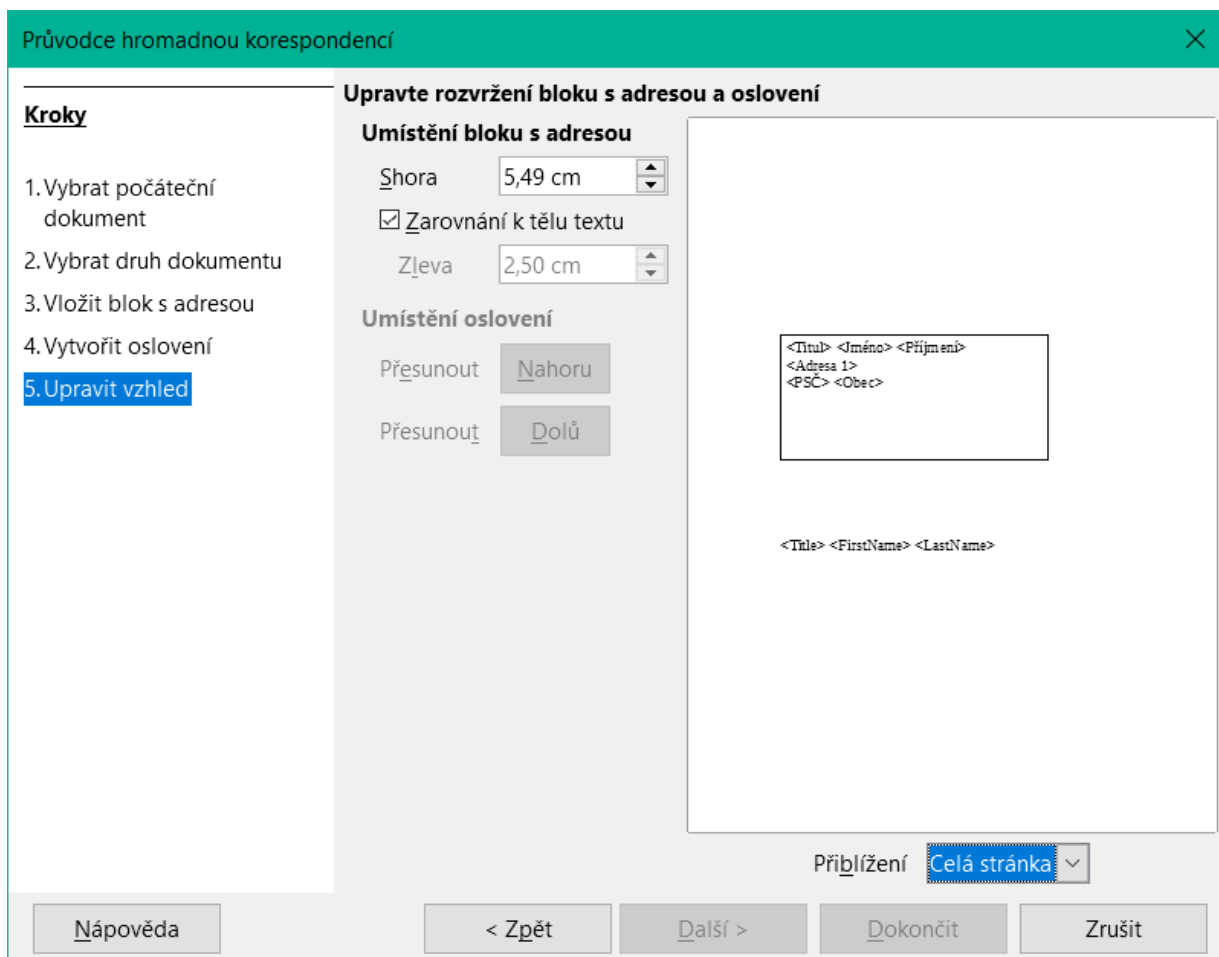 Průvodce hromadnou korespondencí
Kroky
1. Vybrat počáteční
dokument
2. Vybrat druh dokumentu
3. Vložit blok s adresou
4. Vytvořit oslovení
5. Upravit vzhled
Upravte rozvržení bloku s adresou a oslovení
Umístění bloku s adresou
Shora 5,49 cm
Zarovnání k tělu textu
Zleva 2,50 cm
Umístění oslovení
Přesunout Nahoru
Přesunout Dolů
<Titul> <Jméno> <Příjmení>
<Adresa 1>
<PSČ> <Obec>
<Title> <FirstName> <LastName>
Přiblížení Celá stránka
Nápověda < Zpět Další > Dokončit Zrušit